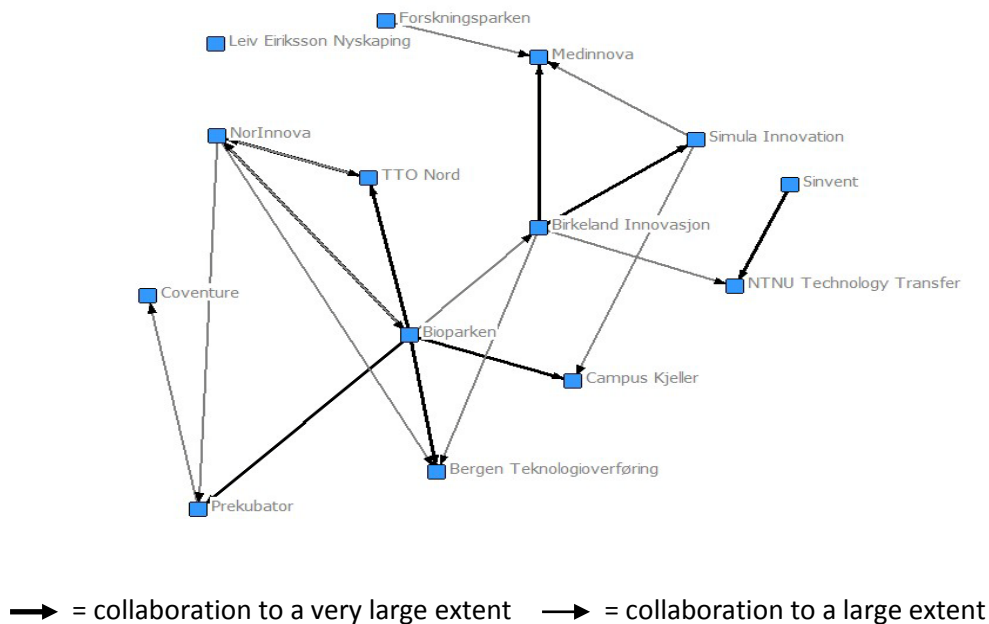 Forskningsparken
Leiv Eiriksson Nyskaping
Medinnova
NorInnova
Simula Innovation
TTO Nord
Sinvent
Birkeland Innovasjon
NTNU Technology Transfer
Coventure
Bioparken
Campus Kjeller
Bergen Teknologioverføring
Prekubator
= collaboration to a very large extent
= collaboration to a large extent